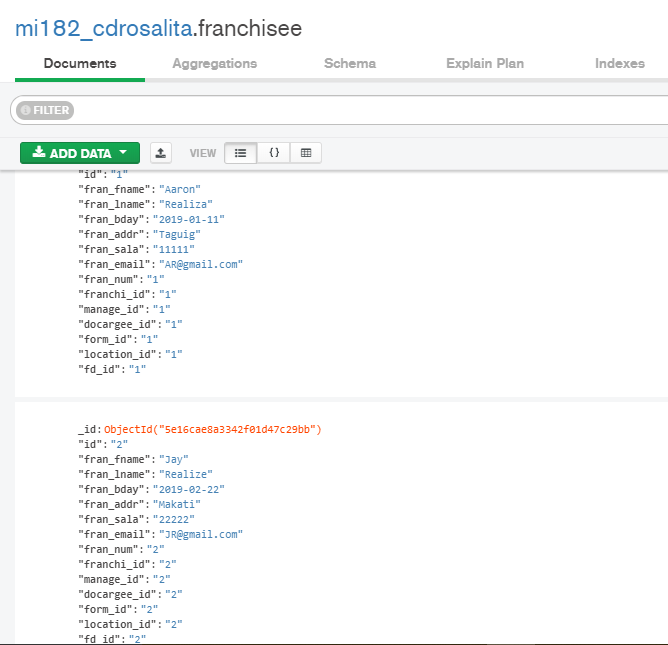 mi182_cdrosalita.franchisee
Documents Aggregations Schema Explain Plan Indexes
FILTER
ADD DATA VIEW {}
"id": "1"
"fran_fname": "Aaron"
"fran_lname": "Realiza"
"fran_bday": "2019-01-11"
"fran_addr": "Taguig"
"fran_sala": "11111"
"fran_email": "AR@gmail.com"
"fran_num": "1"
"franchi_id": "1"
"manage_id": "1"
"docargee_id": "1"
"form_id": "1"
"location_id": "1"
"fd_id": "1"
_id: ObjectId("5e16cae8a3342f01d47c29bb")
"id": "2"
"fran_fname": "Jay"
"fran_lname": "Realize"
"fran_bday": "2019-02-22"
"fran_addr": "Makati"
"fran_sala": "22222"
"fran_email": "JR@gmail.com"
"fran_num": "2"
"franchi_id": "2"
"manage_id": "2"
"docargee_id": "2"
"form_id": "2"
"location_id": "2"
"fd_id": "2"